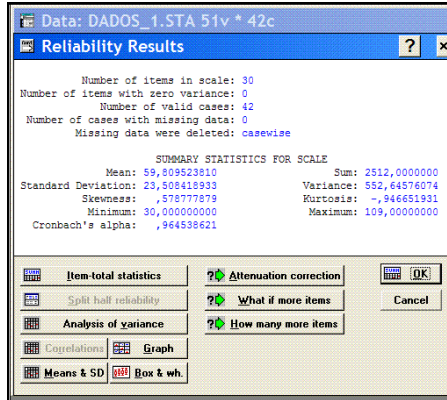 Data: DADOS_1.STA 51v * 42c
Reliability Results
Number of items in scale: 30
Number of items with zero variance: 0
Number of valid cases: 42
Number of cases with missing data: 0
Missing data were deleted: casewise
SUMMARY STATISTICS FOR SCALE
Mean: 59,809523810 Sum: 2512,0000000
Standard Deviation: 23,508418933 Variance: 552,64576074
Skewness: ,578777879 Kurtosis: -,946651931
Minimum: 30,000000000 Maximum: 109,00000000
Cronbach's alpha: ,964538621
Item-total statistics Attenuation correction OK
Split half reliability What if more items Cancel
Analysis of variance How many more items
Correlations Graph
Means & SD Box & wh.